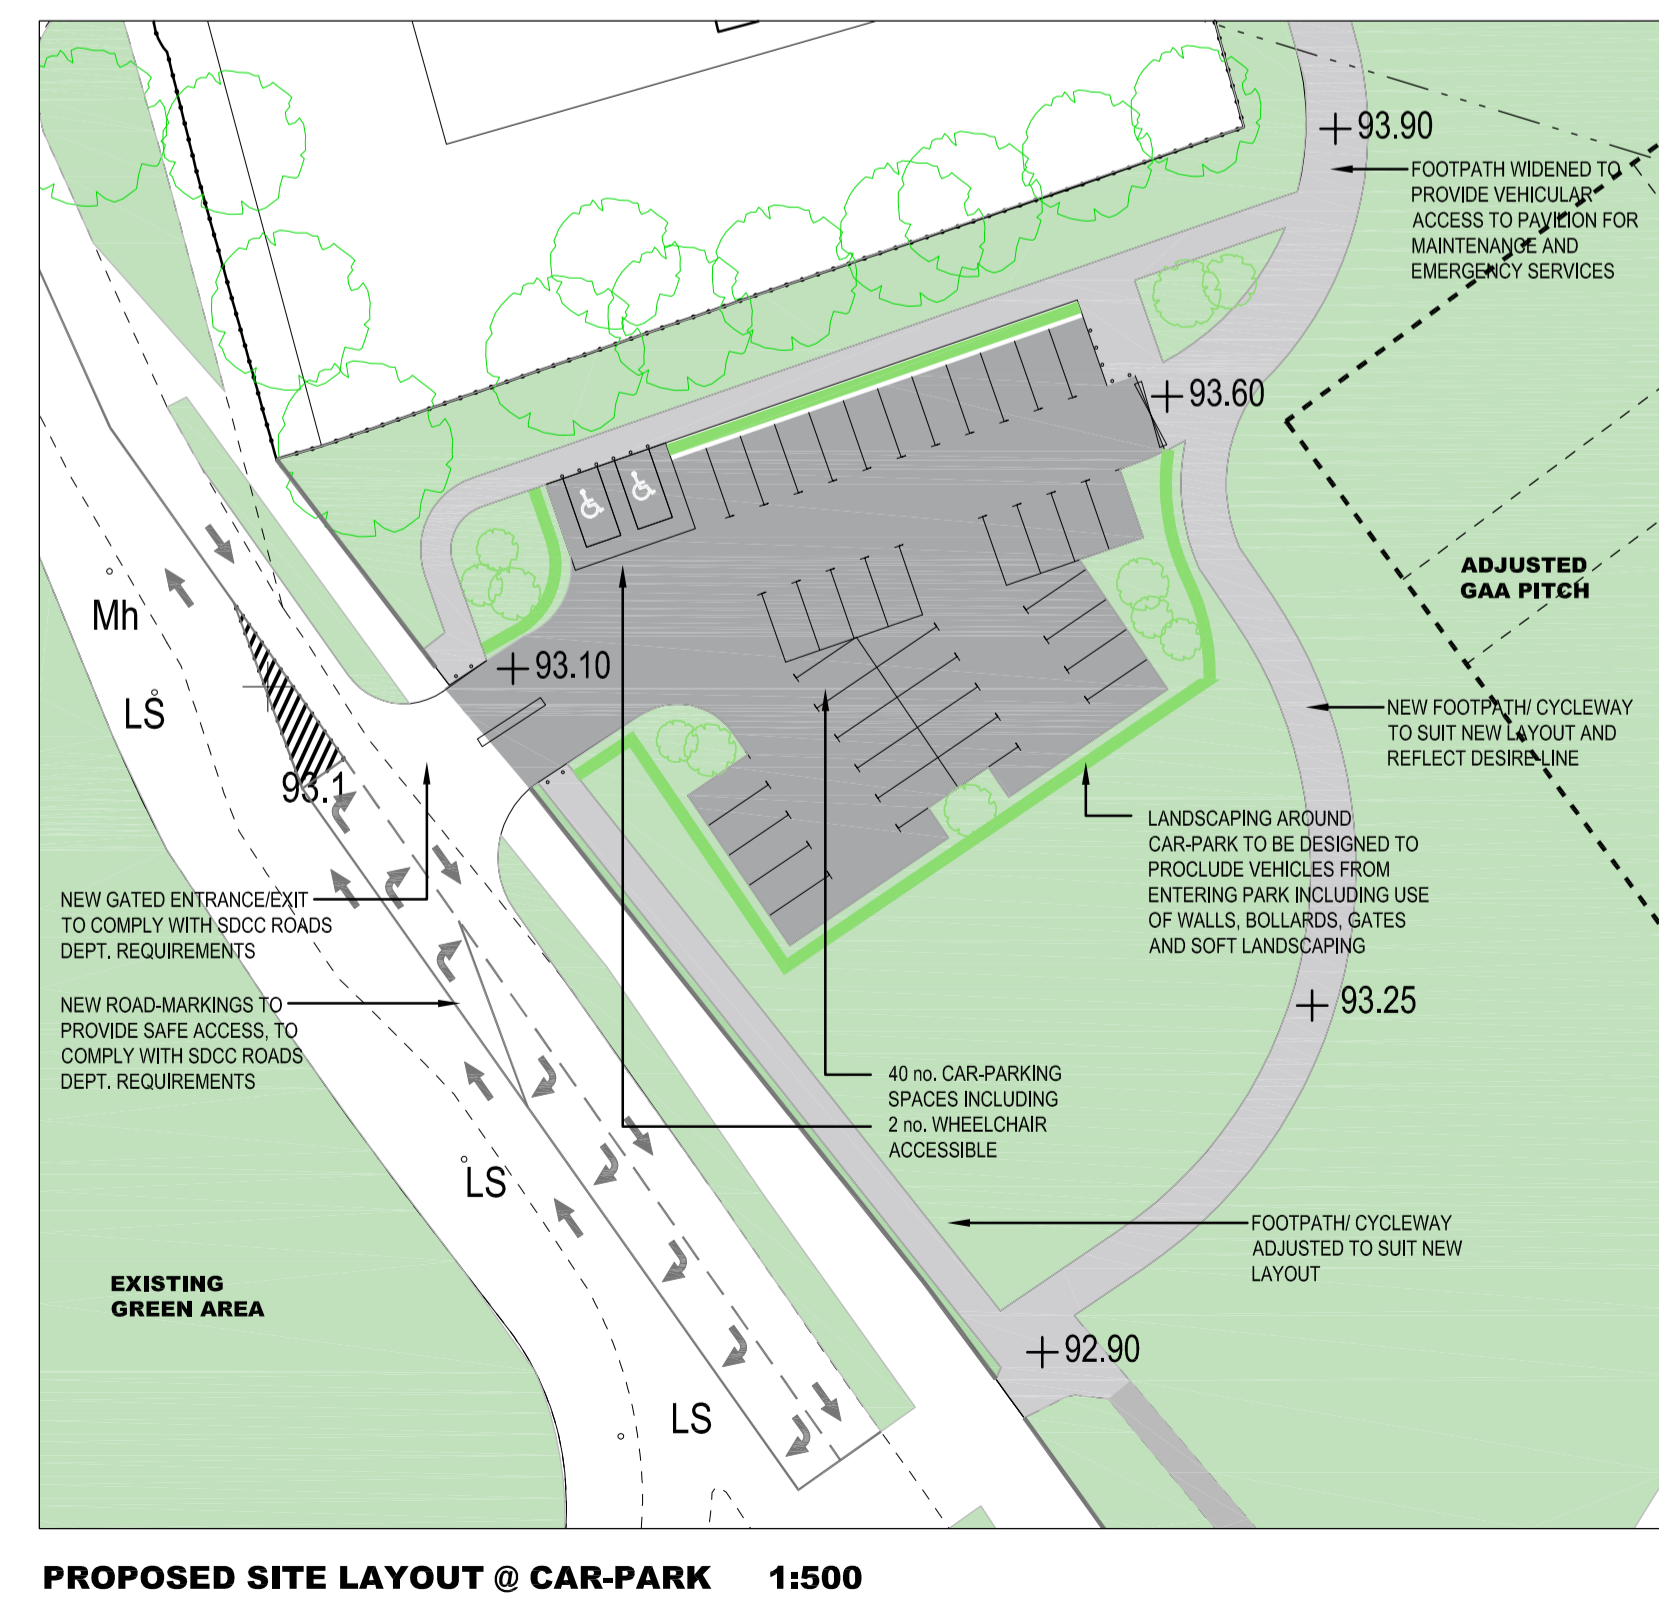 93.90
FOOTPATH WIDENED TO
PROVIDE VEHICULAR
ACCESS TO PAVILION FOR
MAINTENANCE AND
EMERGENCY SERVICES
93.60
ADJUSTED
GAA PITCH
Mh
93.10
LS
NEW FOOTPATH/ CYCLEWAY
TO SUIT NEW LAYOUT AND
REFLECT DESIRE LINE
93.1
LANDSCAPING AROUND
CAR-PARK TO BE DESIGNED TO
PROCLUDE VEHICLES FROM
ENTERING PARK INCLUDING USE
OF WALLS, BOLLARDS, GATES
AND SOFT LANDSCAPING
NEW GATED ENTRANCE/EXIT
TO COMPLY WITH SDCC ROADS
DEPT. REQUIREMENTS
NEW ROAD-MARKINGS TO
PROVIDE SAFE ACCESS, TO
COMPLY WITH SDCC ROADS
DEPT. REQUIREMENTS
93.25
40 no. CAR-PARKING
SPACES INCLUDING
2 no. WHEELCHAIR
ACCESSIBLE
LS
FOOTPATH/ CYCLEWAY
ADJUSTED TO SUIT NEW
LAYOUT
EXISTING
GREEN AREA
92.90
LS
PROPOSED SITE LAYOUT @ CAR-PARK 1:500